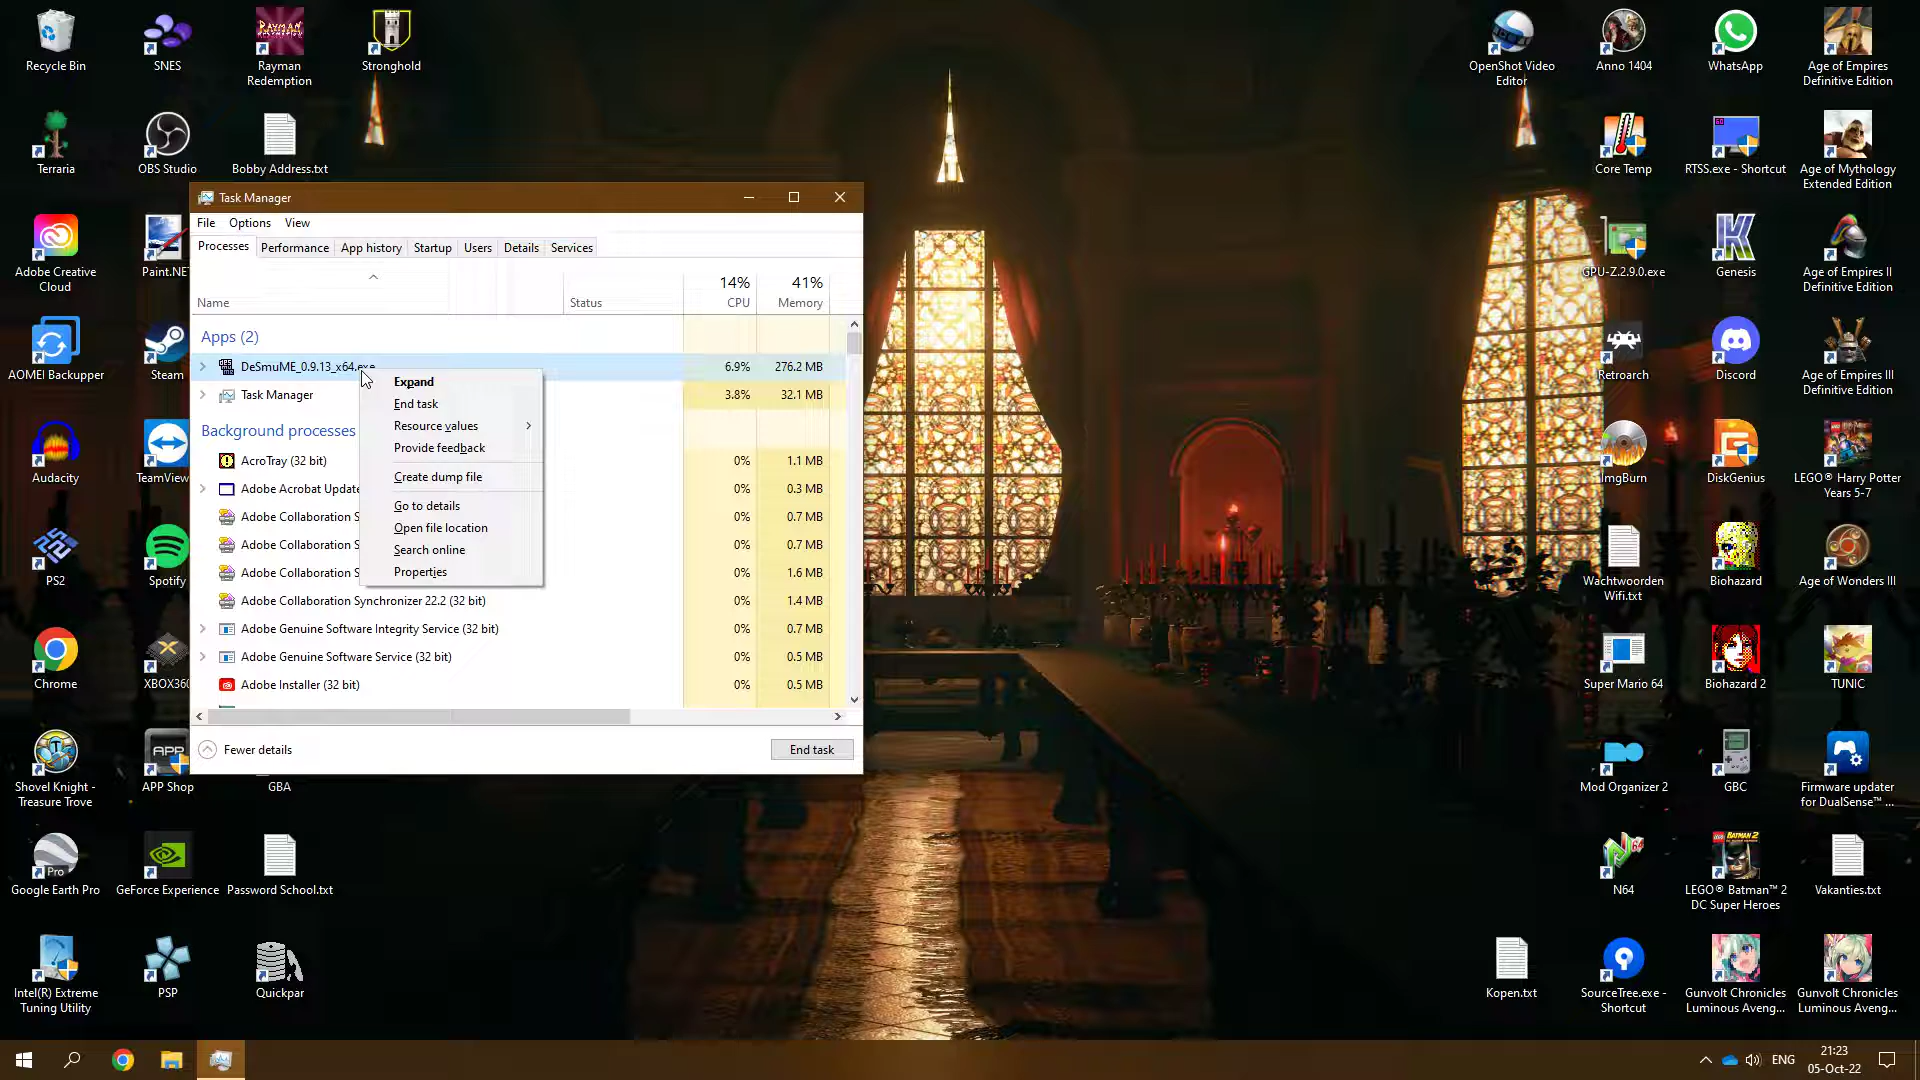 Recycle Bin
SNES
Rayman
Redemption
Stronghold
OpenShot Video
Editor
Anno 1404
WhatsApp
Age of Empires
Definitive Edition
Terraria
OBS Studio
Bobby Address.txt
Core Temp
RTSS.exe - Shortcut
Age of Mythology
Extended Edition
Adobe Creative
Cloud
Paint.NET
GPU-Z.2.9.0.exe
Genesis
Age of Empires II
Definitive Edition
AOMEI Backupper
Steam
Retroarch
Discord
Age of Empires III
Definitive Edition
Audacity
TeamView
ImgBurn
DiskGenius
LEGO® Harry Potter
Years 5-7
PS2
Spotify
Wachtwoorden
Wifi.txt
Biohazard
Age of Wonders III
Chrome
XBOX360
Super Mario 64
Biohazard 2
TUNIC
Shovel Knight -
Treasure Trove
APP
APP Shop
GBA
Mod Organizer 2
GBC
Firmware updater
for DualSense™ ...
Pro
Google Earth Pro
GeForce Experience
Password School.txt
N64
LEGO® Batman™ 2
DC Super Heroes
Vakanties.txt
Intel(R) Extreme
Tuning Utility
PSP
Quickpar
Kopen.txt
SourceTree.exe -
Shortcut
Gunvolt Chronicles
Luminous Aveng...
Gunvolt Chronicles
Luminous Aveng...
Task Manager
File Options View
Processes Performance App history Startup Users Details Services
14% 41%
Name Status CPU Memory
Apps (2)
DeSmuME_0.9.13_x64.exe 6.9% 276.2 MB
Task Manager 3.8% 32.1 MB
Background processes
AcroTray (32 bit) 0% 1.1 MB
Adobe Acrobat Update 0% 0.3 MB
Adobe Collaboration S 0% 0.7 MB
Adobe Collaboration S 0% 0.7 MB
Adobe Collaboration S 0% 1.6 MB
Adobe Collaboration Synchronizer 22.2 (32 bit) 0% 1.4 MB
Adobe Genuine Software Integrity Service (32 bit) 0% 0.7 MB
Adobe Genuine Software Service (32 bit) 0% 0.5 MB
Adobe Installer (32 bit) 0% 0.5 MB
Expand
End task
Resource values
Provide feedback
Create dump file
Go to details
Open file location
Search online
Properties
Fewer details
End task
ENG
21:23
05-Oct-22